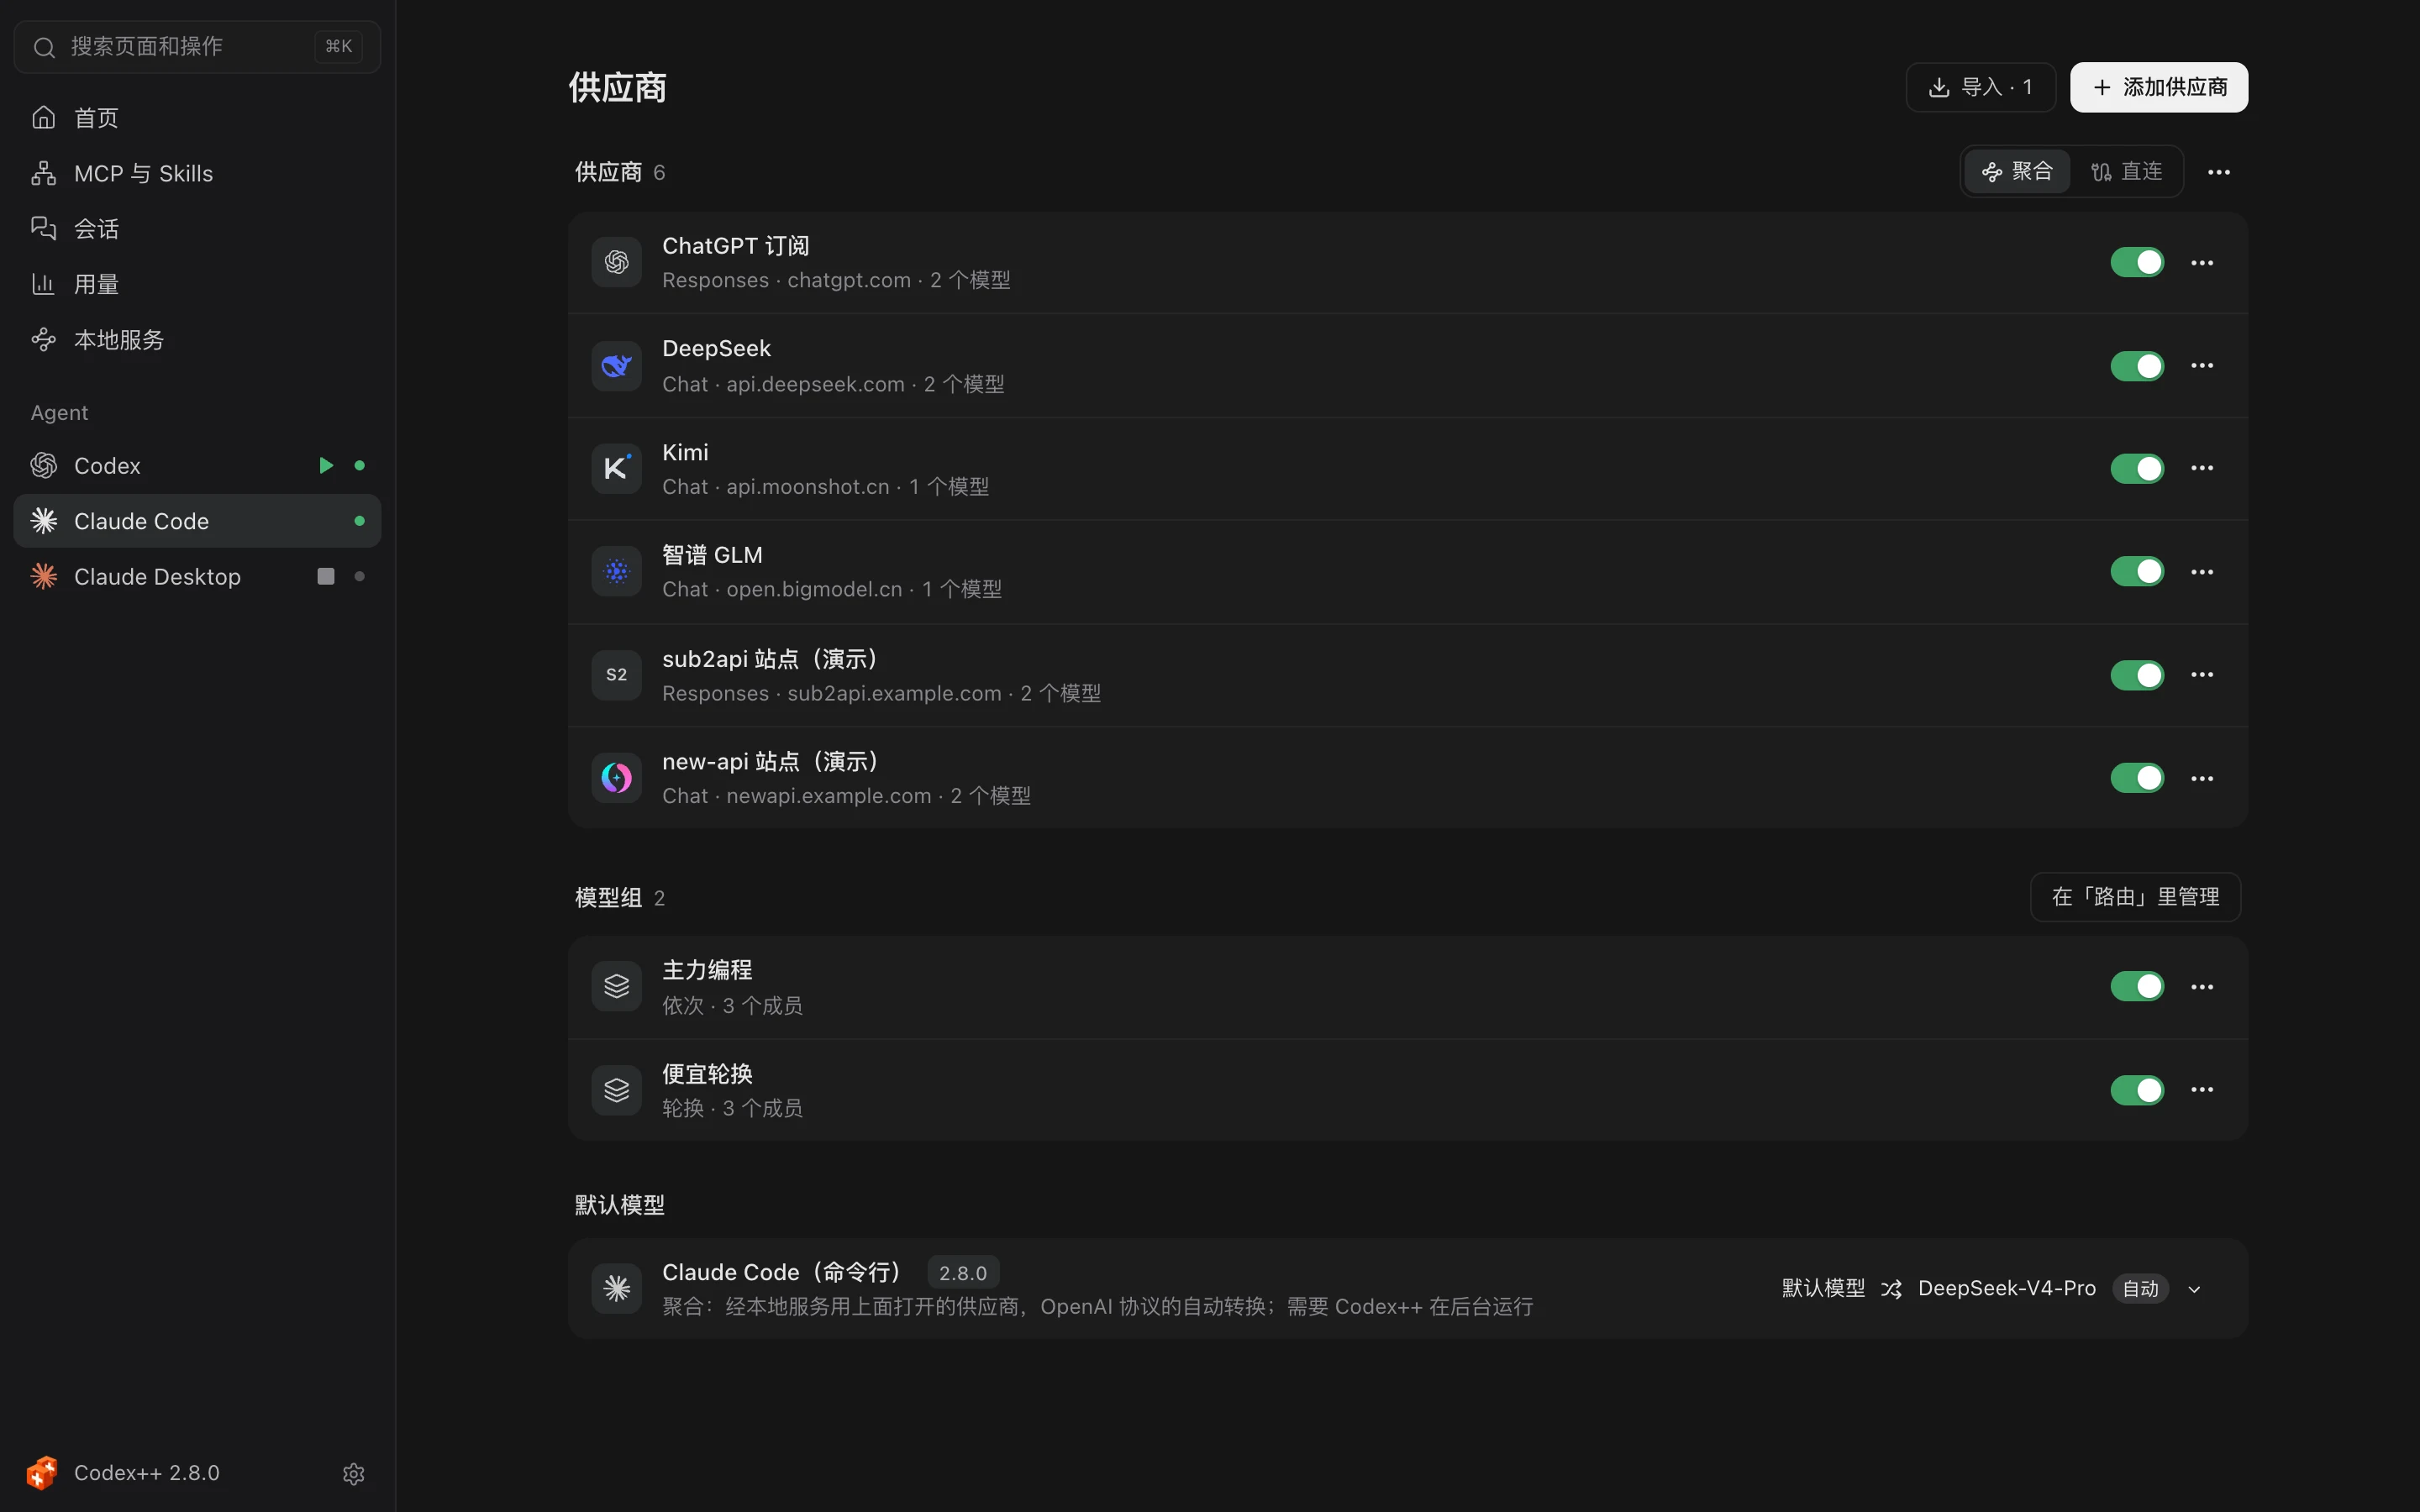 搜索页面和操作 ⌘K
首页
MCP 与 Skills
会话
用量
本地服务
Agent
Codex
Claude Code
Claude Desktop
Codex++ 2.8.0
供应商
导入 · 1
添加供应商
供应商 6
聚合
直连
ChatGPT 订阅
Responses · chatgpt.com · 2 个模型
DeepSeek
Chat · api.deepseek.com · 2 个模型
Kimi
Chat · api.moonshot.cn · 1 个模型
智谱 GLM
Chat · open.bigmodel.cn · 1 个模型
S2
sub2api 站点（演示）
Responses · sub2api.example.com · 2 个模型
new-api 站点（演示）
Chat · newapi.example.com · 2 个模型
模型组 2
在「路由」里管理
主力编程
依次 · 3 个成员
便宜轮换
轮换 · 3 个成员
默认模型
Claude Code（命令行） 2.8.0
聚合：经本地服务用上面打开的供应商，OpenAI 协议的自动转换；需要 Codex++ 在后台运行
默认模型 DeepSeek-V4-Pro 自动